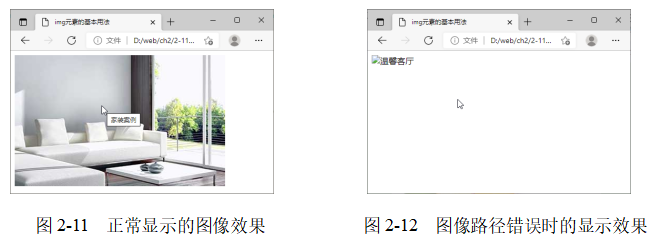 img元素的基本用法
文件 D:/web/ch2/2-11...
家装案例
图 2-11 正常显示的图像效果
img元素的基本用法
文件 D:/web/ch2/2-11...
温馨客厅
图 2-12 图像路径错误时的显示效果